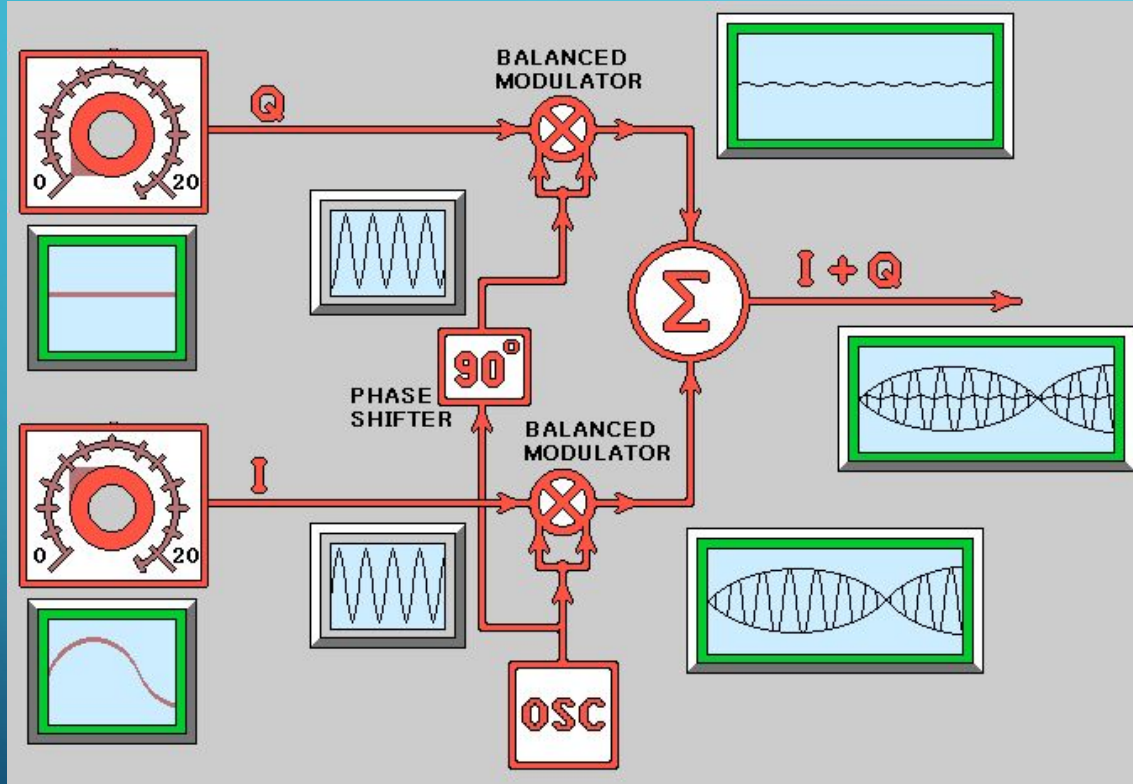 BALANCED
MODULATOR
Q
0
20
I + Q
Σ
90°
PHASE
SHIFTER
BALANCED
MODULATOR
I
0
20
OSC